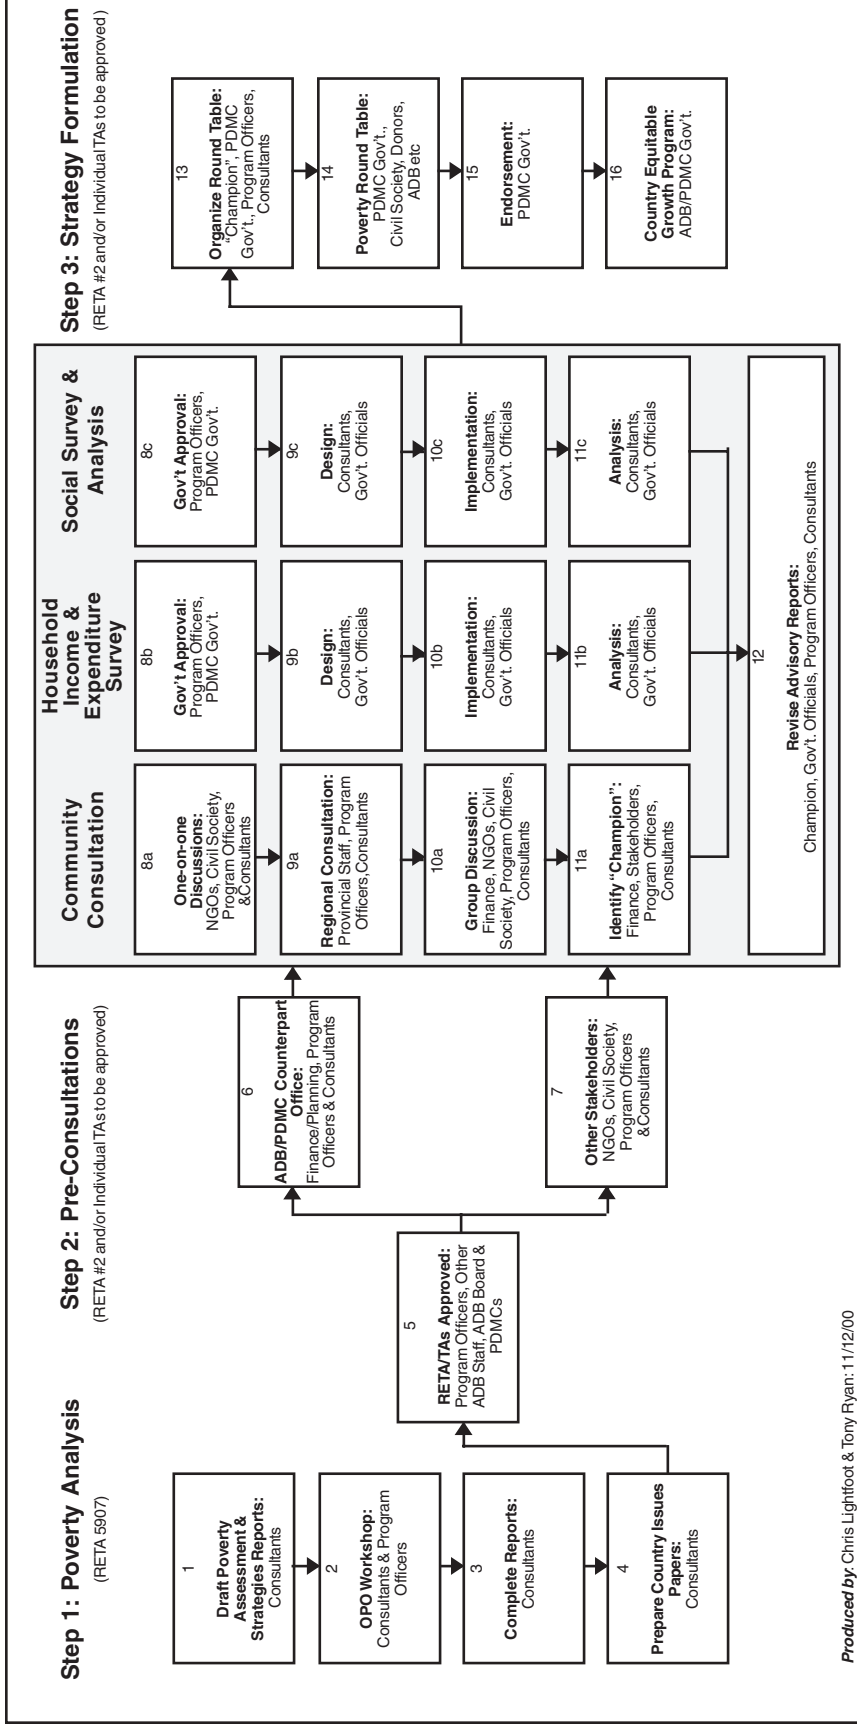 Step 1: Poverty Analysis
(RETA 5907)
1
Draft Poverty
Assessment &
Strategies Reports:
Consultants
2
OPO Workshop:
Consultants & Program
Officers
3
Complete Reports:
Consultants
4
Prepare Country Issues
Papers:
Consultants
Step 2: Pre-Consultations
(RETA #2 and/or Individual TAs to be approved)
5
RETA/TAs Approved:
Program Officers, Other
ADB Staff, ADB Board &
PDMCs
6
ADB/PDMC Counterpart
Office:
Finance/Planning, Program
Officers & Consultants
7
Other Stakeholders:
NGOs, Civil Society,
Program Officers
&Consultants
Community
Consultation
8a
One-on-one
Discussions:
NGOs, Civil Society,
Program Officers
&Consultants
9a
Regional Consultation:
Provincial Staff, Program
Officers,Consultants
10a
Group Discussion:
Finance, NGOs, Civil
Society, Program Officers,
Consultants
11a
Identify “Champion”:
Finance, Stakeholders,
Program Officers,
Consultants
Household
Income &
Expenditure
Survey
8b
Gov't Approval:
Program Officers,
PDMC Gov't.
9b
Design:
Consultants,
Gov't. Officials
10b
Implementation:
Consultants,
Gov't. Officials
11b
Analysis:
Consultants,
Gov't. Officials
Social Survey &
Analysis
8c
Gov't Approval:
Program Officers,
PDMC Gov't.
9c
Design:
Consultants,
Gov't. Officials
10c
Implementation:
Consultants,
Gov't. Officials
11c
Analysis:
Consultants,
Gov't. Officials
12
Revise Advisory Reports:
Champion, Gov't. Officials, Program Officers, Consultants
Step 3: Strategy Formulation
(RETA #2 and/or Individual TAs to be approved )
13
Organize Round Table:
“Champion”, PDMC
Gov't., Program Officers,
Consultants
14
Poverty Round Table:
PDMC Gov't.,
Civil Society, Donors,
ADB etc
15
Endorsement:
PDMC Gov't.
16
Country Equitable
Growth Program:
ADB/PDMC Gov't.
Produced by: Chris Lightfoot & Tony Ryan: 11/12/00